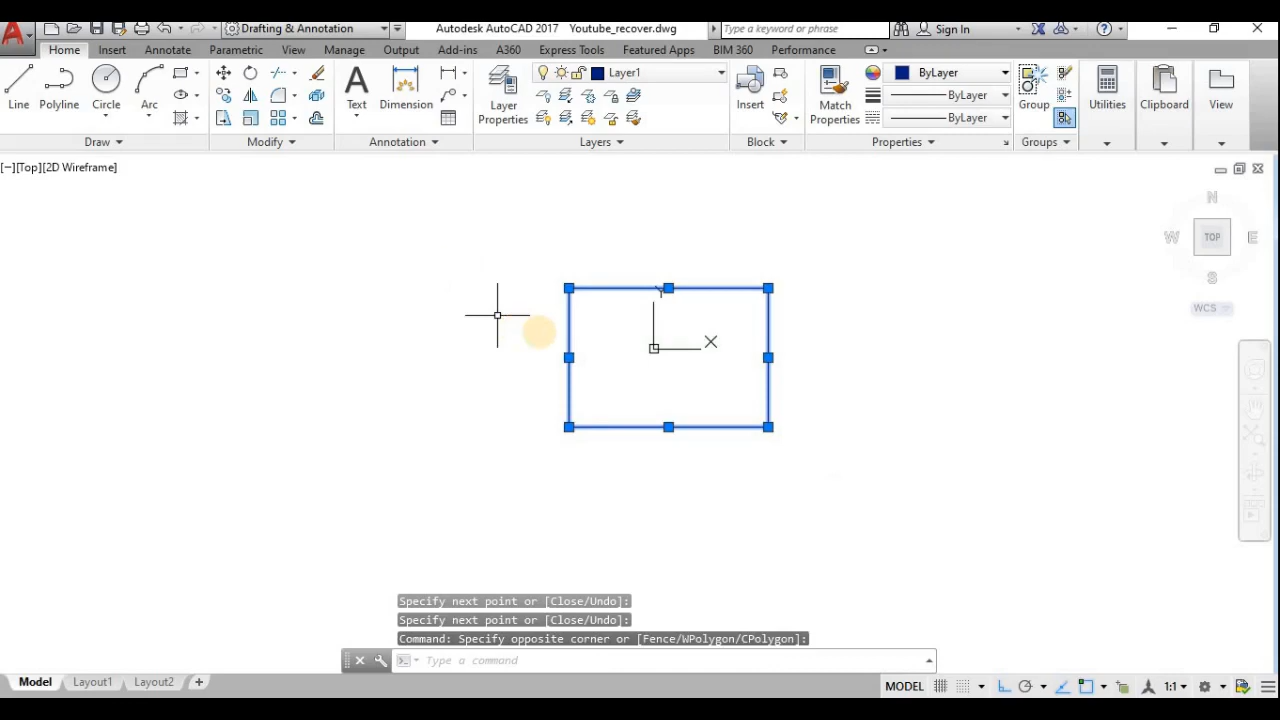 Drafting & Annotation Autodesk AutoCAD 2017 Youtube_recover.dwg Type a keyword or phrase Sign In
Home Insert Annotate Parametric View Manage Output Add-ins A360 Express Tools Featured Apps BIM 360 Performance
Layer1 ByLayer
ByLayer
ByLayer
Line Polyline Circle Arc Text Dimension Layer Properties Insert Match Properties Group Utilities Clipboard View
Draw Modify Annotation Layers Block Properties Groups
[−][Top][2D Wireframe]
N
W TOP E
S
WCS
Y
X
Specify next point or [Close/Undo]:
Specify next point or [Close/Undo]:
Command: Specify opposite corner or [Fence/WPolygon/CPolygon]:
Type a command
Model Layout1 Layout2 + MODEL 1:1